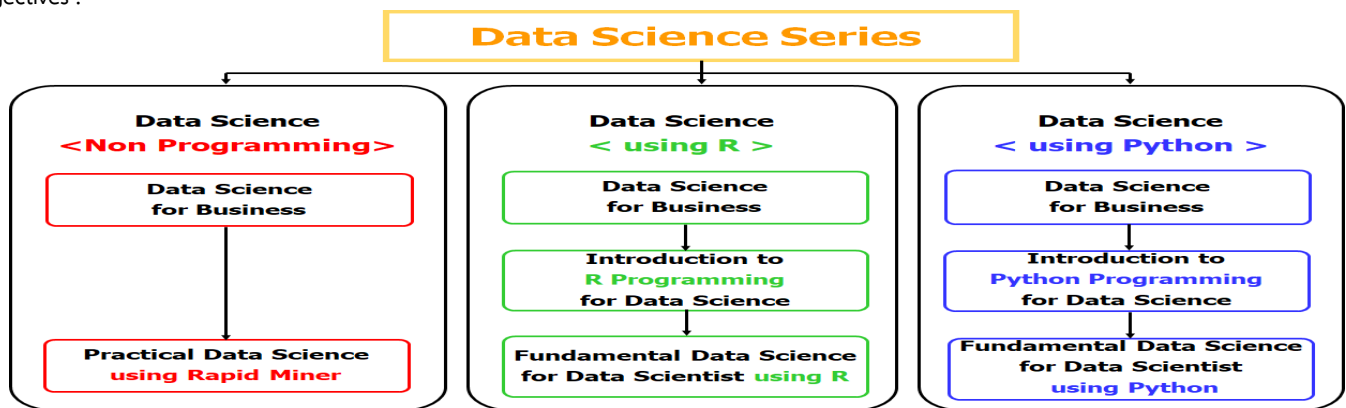 Data Science Series
Data Science
<Non Programming>
Data Science
for Business
Practical Data Science
using Rapid Miner
Data Science
< using R >
Data Science
for Business
Introduction to
R Programming
for Data Science
Fundamental Data Science
for Data Scientist using R
Data Science
< using Python >
Data Science
for Business
Introduction to
Python Programming
for Data Science
Fundamental Data Science
for Data Scientist
using Python